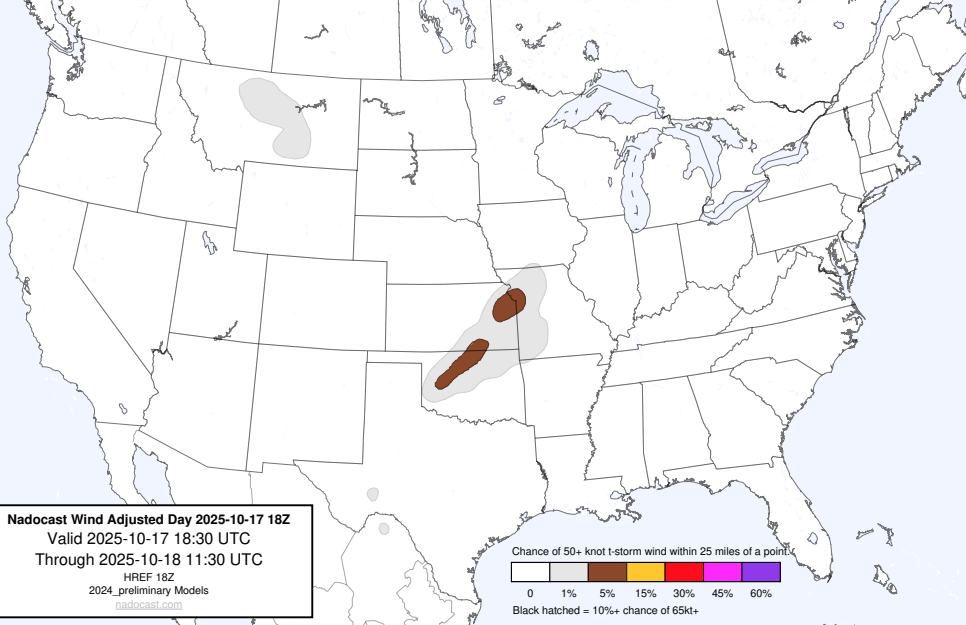 Nadocast Wind Adjusted Day 2025-10-17 18Z
Valid 2025-10-17 18:30 UTC
Through 2025-10-18 11:30 UTC
HREF 18Z
2024_preliminary Models
nadocast.com
Chance of 50+ knot t-storm wind within 25 miles of a point.
0 1% 5% 15% 30% 45% 60%
Black hatched = 10%+ chance of 65kt+